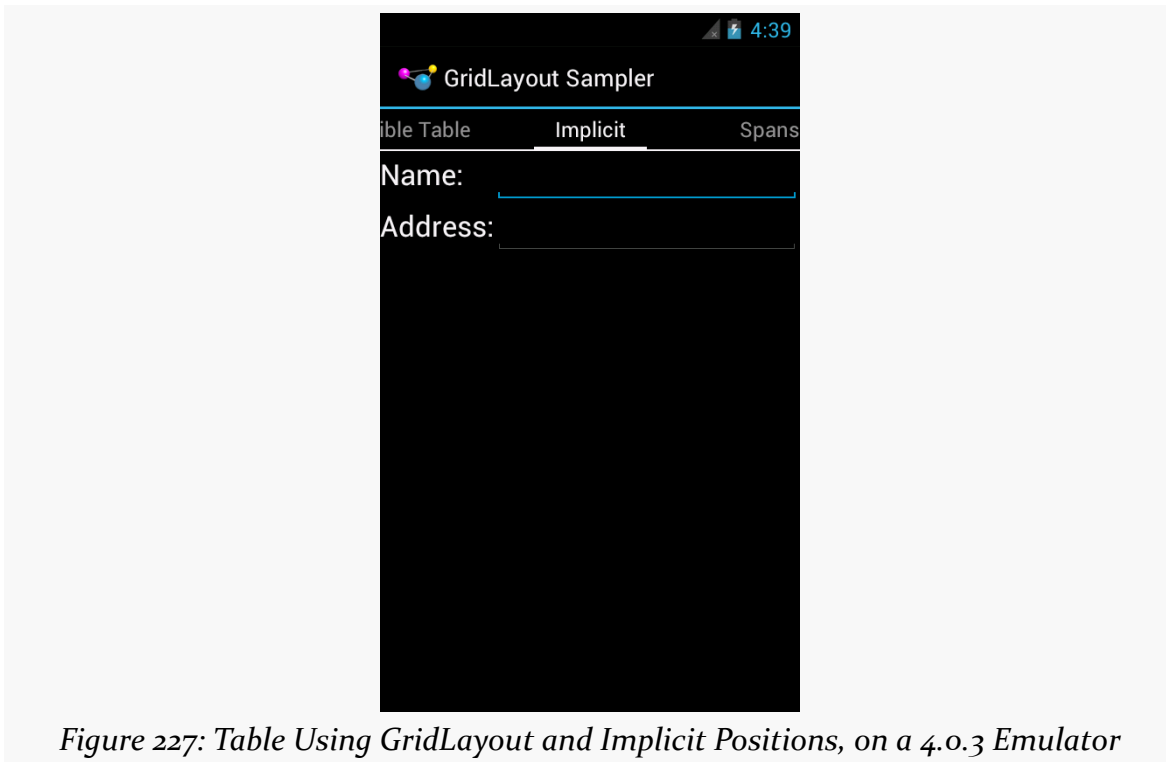 4:39
GridLayout Sampler
ible Table Implicit Spans
Name:
Address:
Figure 227: Table Using GridLayout and Implicit Positions, on a 4.0.3 Emulator